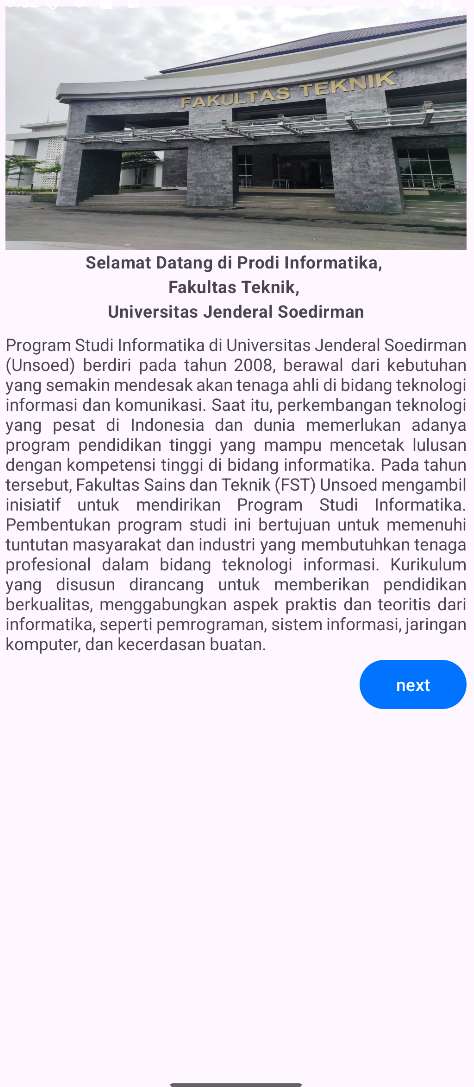 FAKULTAS TEKNIK
Selamat Datang di Prodi Informatika,
Fakultas Teknik,
Universitas Jenderal Soedirman
Program Studi Informatika di Universitas Jenderal Soedirman
(Unsoed) berdiri pada tahun 2008, berawal dari kebutuhan
yang semakin mendesak akan tenaga ahli di bidang teknologi
informasi dan komunikasi. Saat itu, perkembangan teknologi
yang pesat di Indonesia dan dunia memerlukan adanya
program pendidikan tinggi yang mampu mencetak lulusan
dengan kompetensi tinggi di bidang informatika. Pada tahun
tersebut, Fakultas Sains dan Teknik (FST) Unsoed mengambil
inisiatif untuk mendirikan Program Studi Informatika.
Pembentukan program studi ini bertujuan untuk memenuhi
tuntutan masyarakat dan industri yang membutuhkan tenaga
profesional dalam bidang teknologi informasi. Kurikulum
yang disusun dirancang untuk memberikan pendidikan
berkualitas, menggabungkan aspek praktis dan teoritis dari
informatika, seperti pemrograman, sistem informasi, jaringan
komputer, dan kecerdasan buatan.
next